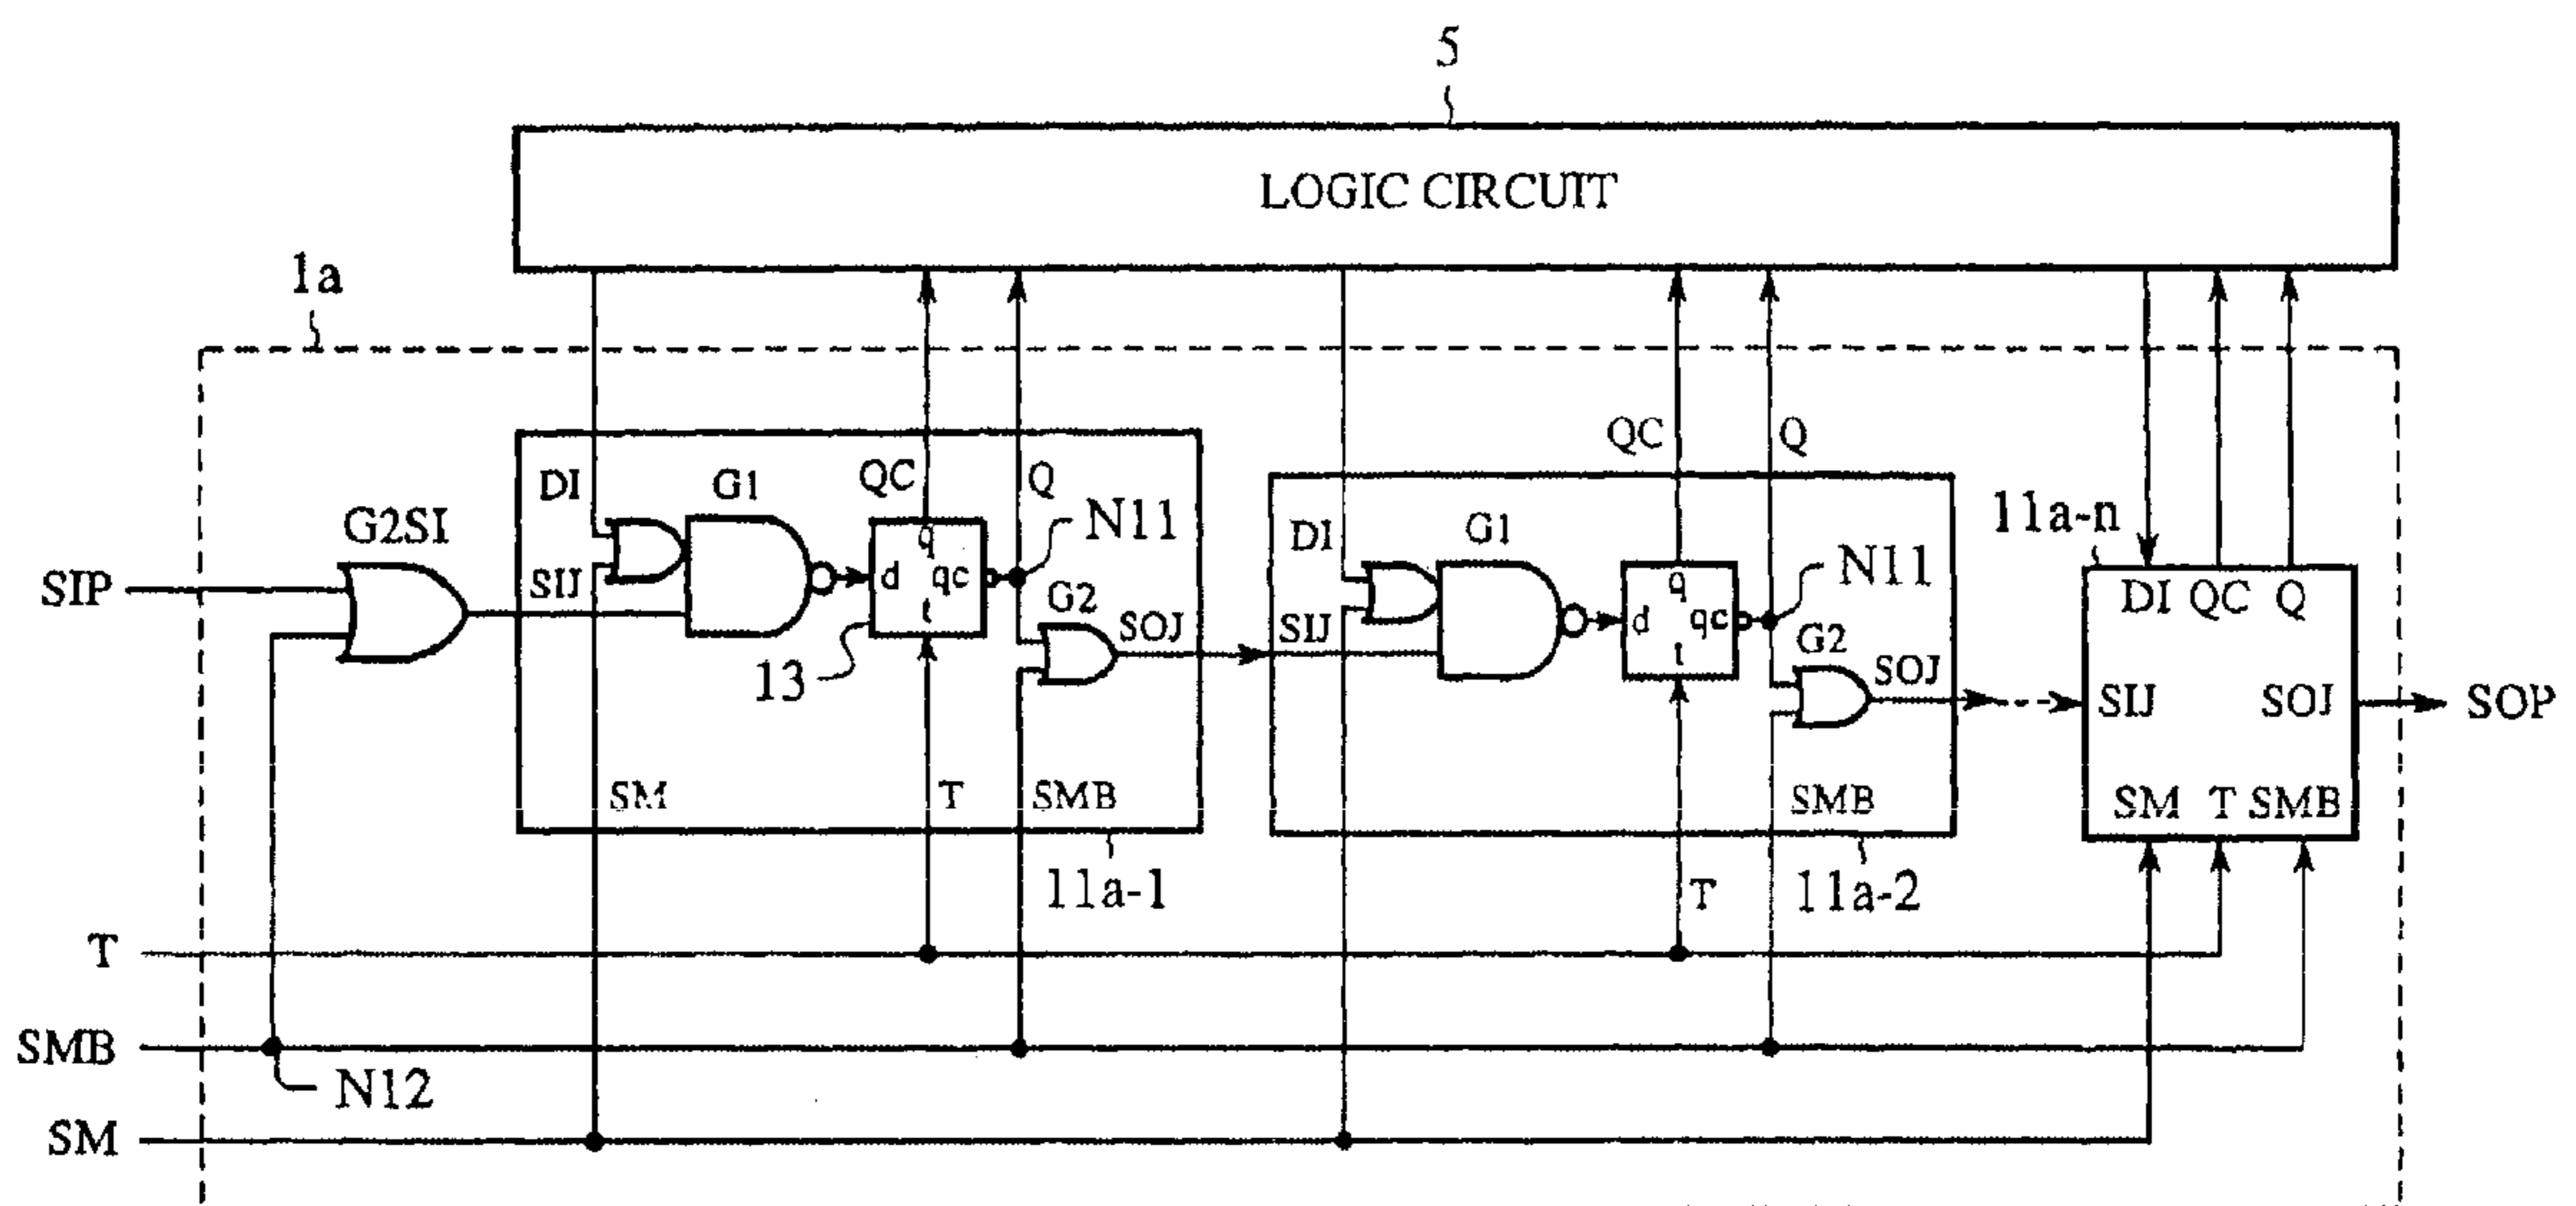 5
LOGIC CIRCUIT
1a
DI
G1
QC
Q
N11
G2SI
SIP
SIJ
d
q
qc
t
13
G2
SOJ
SM
T
SMB
11a-1
QC
Q
DI
G1
N11
SIJ
d
q
qc
t
G2
SOJ
SMB
T
11a-2
11a-n
DI QC Q
SIJ
SOJ
SM T SMB
SOP
T
SMB
N12
SM